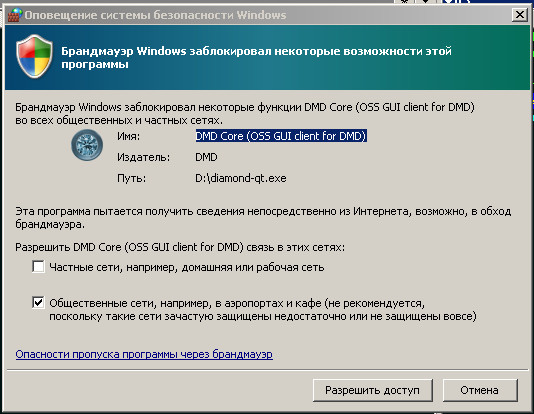 Оповещение системы безопасности Windows
Брандмауэр Windows заблокировал некоторые возможности этой
программы
Брандмауэр Windows заблокировал некоторые функции DMD Core (OSS GUI client for DMD)
во всех общественных и частных сетях.
Имя: DMD Core (OSS GUI client for DMD)
Издатель: DMD
Путь: D:\diamond-qt.exe
Эта программа пытается получить сведения непосредственно из Интернета, возможно, в обход
брандмауэра.
Разрешить DMD Core (OSS GUI client for DMD) связь в этих сетях:
Частные сети, например, домашняя или рабочая сеть
Общественные сети, например, в аэропортах и кафе (не рекомендуется,
поскольку такие сети зачастую защищены недостаточно или не защищены вовсе)
Опасности пропуска программы через брандмауэр
Разрешить доступ Отмена